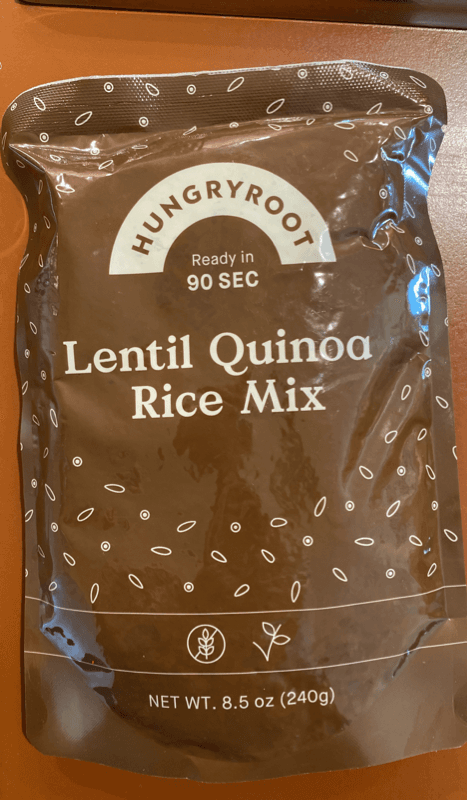 HUNGRYROOT
Ready in
90 SEC
Lentil Quinoa
Rice Mix
NET WT. 8.5 oz (240g)